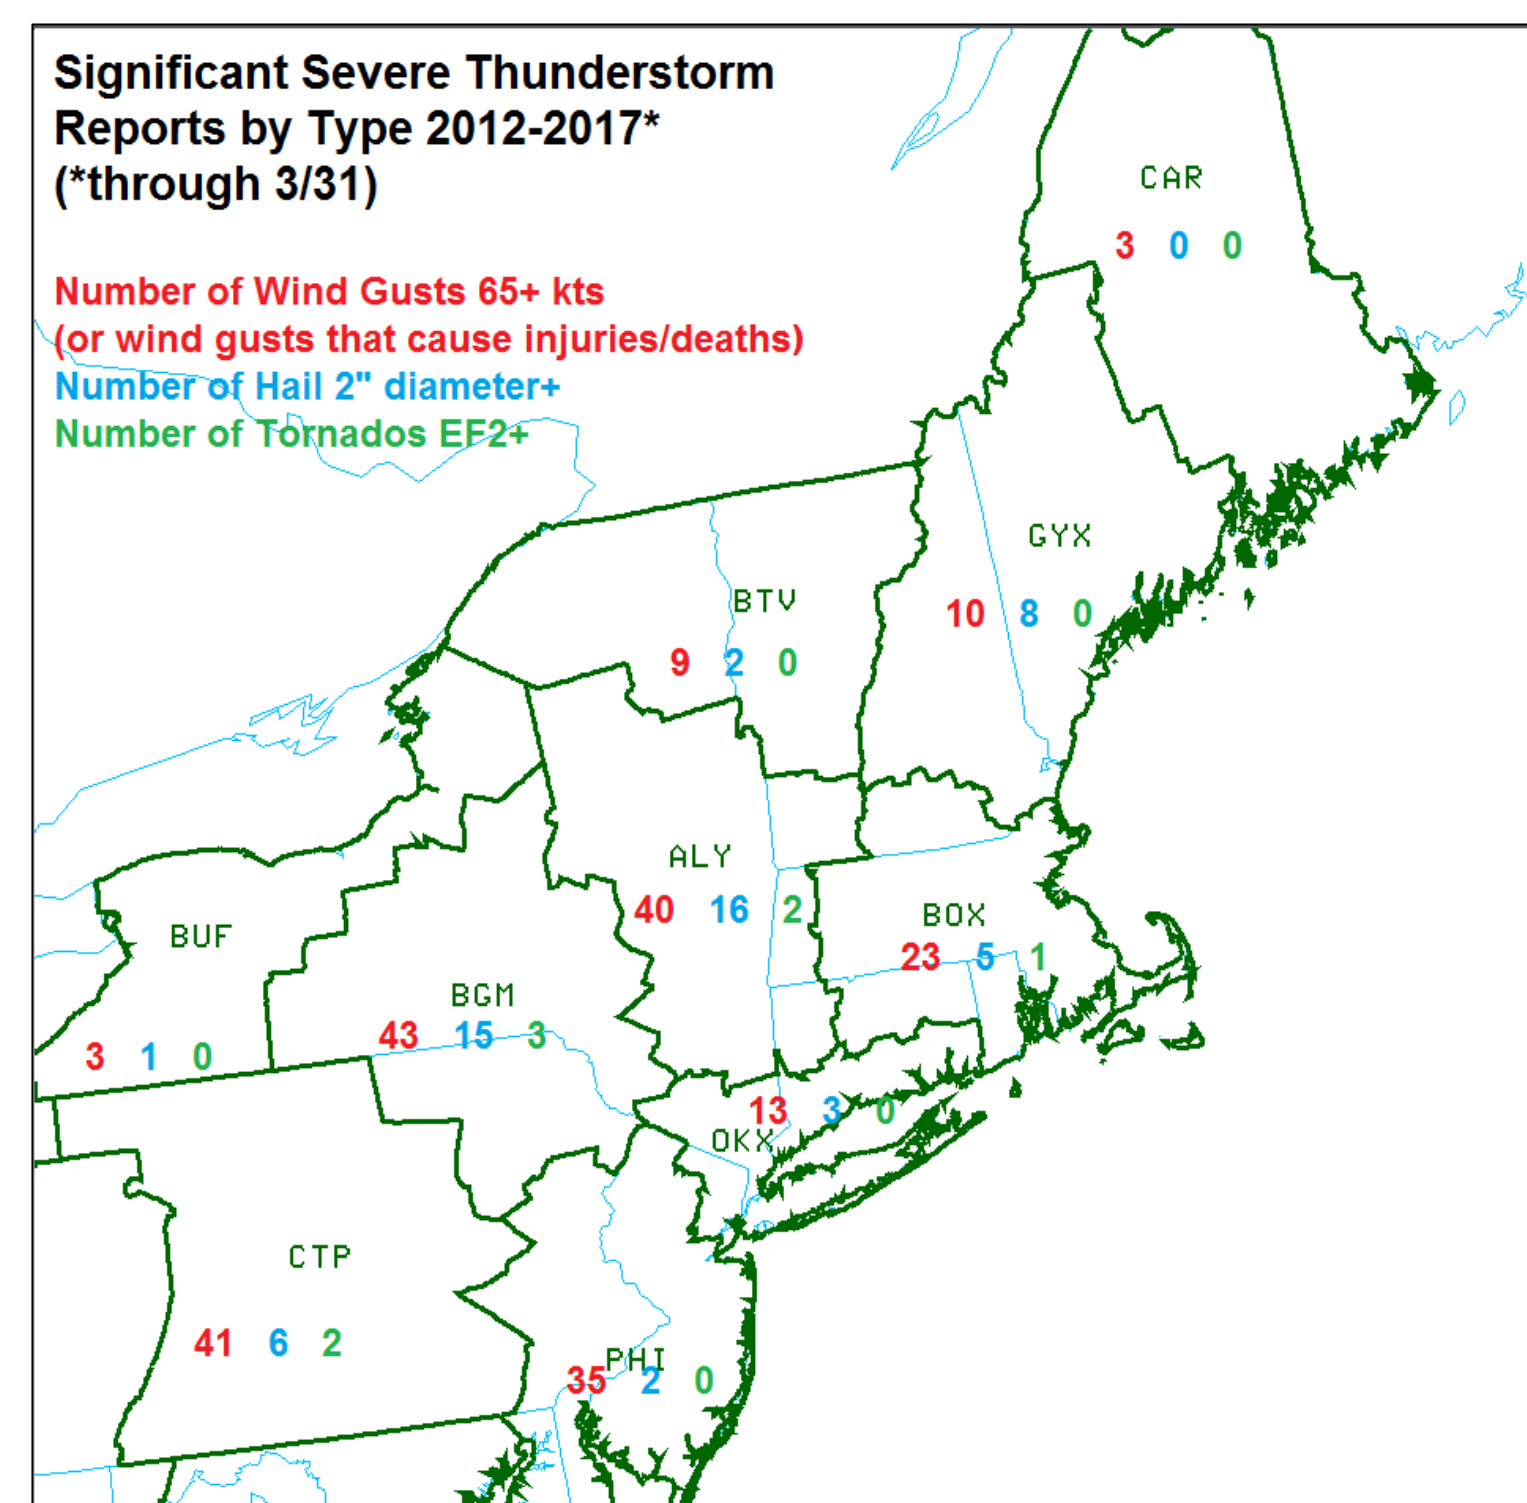 Significant Severe Thunderstorm
Reports by Type 2012-2017*
(*through 3/31)
Number of Wind Gusts 65+ kts
(or wind gusts that cause injuries/deaths)
Number of Hail 2" diameter+
Number of Tornados EF2+
CAR
3 0 0
GYX
10 8 0
BTV
9 2 0
ALY
40 16 2
BOX
23 5 1
BUF
3 1 0
BGM
43 15 3
13 3 0
OKX
CTP
41 6 2
PHI
35 2 0